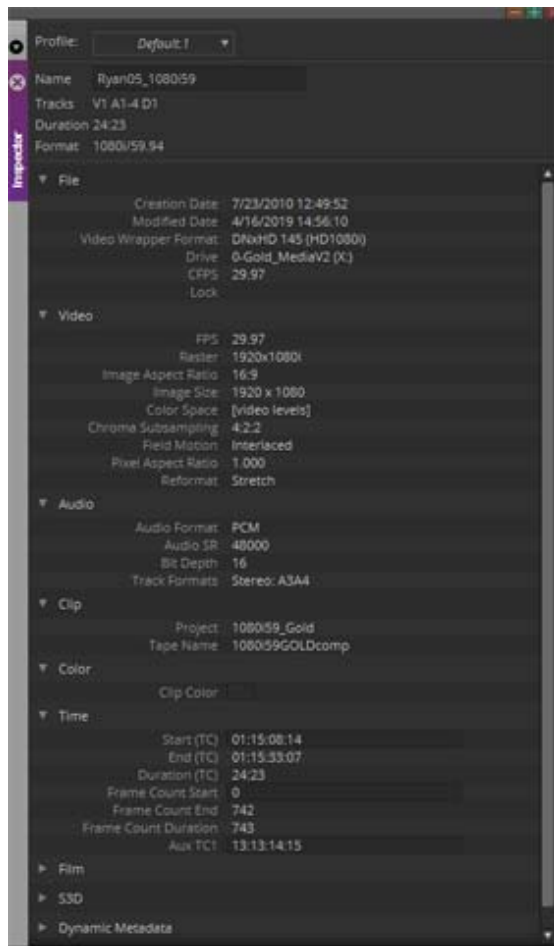 Profile: Default.1
Name Ryan05_1080i59
Tracks V1 A1-4 D1
Duration 24:23
Format 1080i/59.94
Inspector
File
Creation Date 7/23/2010 12:49:52
Modified Date 4/16/2019 14:56:10
Video Wrapper Format DNxHD 145 (HD1080i)
Drive 0-Gold_MediaV2 (X:)
CFPS 29.97
Lock
Video
FPS 29.97
Raster 1920x1080i
Image Aspect Ratio 16:9
Image Size 1920 x 1080
Color Space [video levels]
Chroma Subsampling 4:2:2
Field Motion Interlaced
Pixel Aspect Ratio 1.000
Reformat Stretch
Audio
Audio Format PCM
Audio SR 48000
Bit Depth 16
Track Formats Stereo: A3A4
Clip
Project 1080i59_Gold
Tape Name 1080i59GOLDcomp
Color
Clip Color
Time
Start (TC) 01:15:08:14
End (TC) 01:15:33:07
Duration (TC) 24:23
Frame Count Start 0
Frame Count End 742
Frame Count Duration 743
Aux TC1 13:13:14:15
Film
S3D
Dynamic Metadata